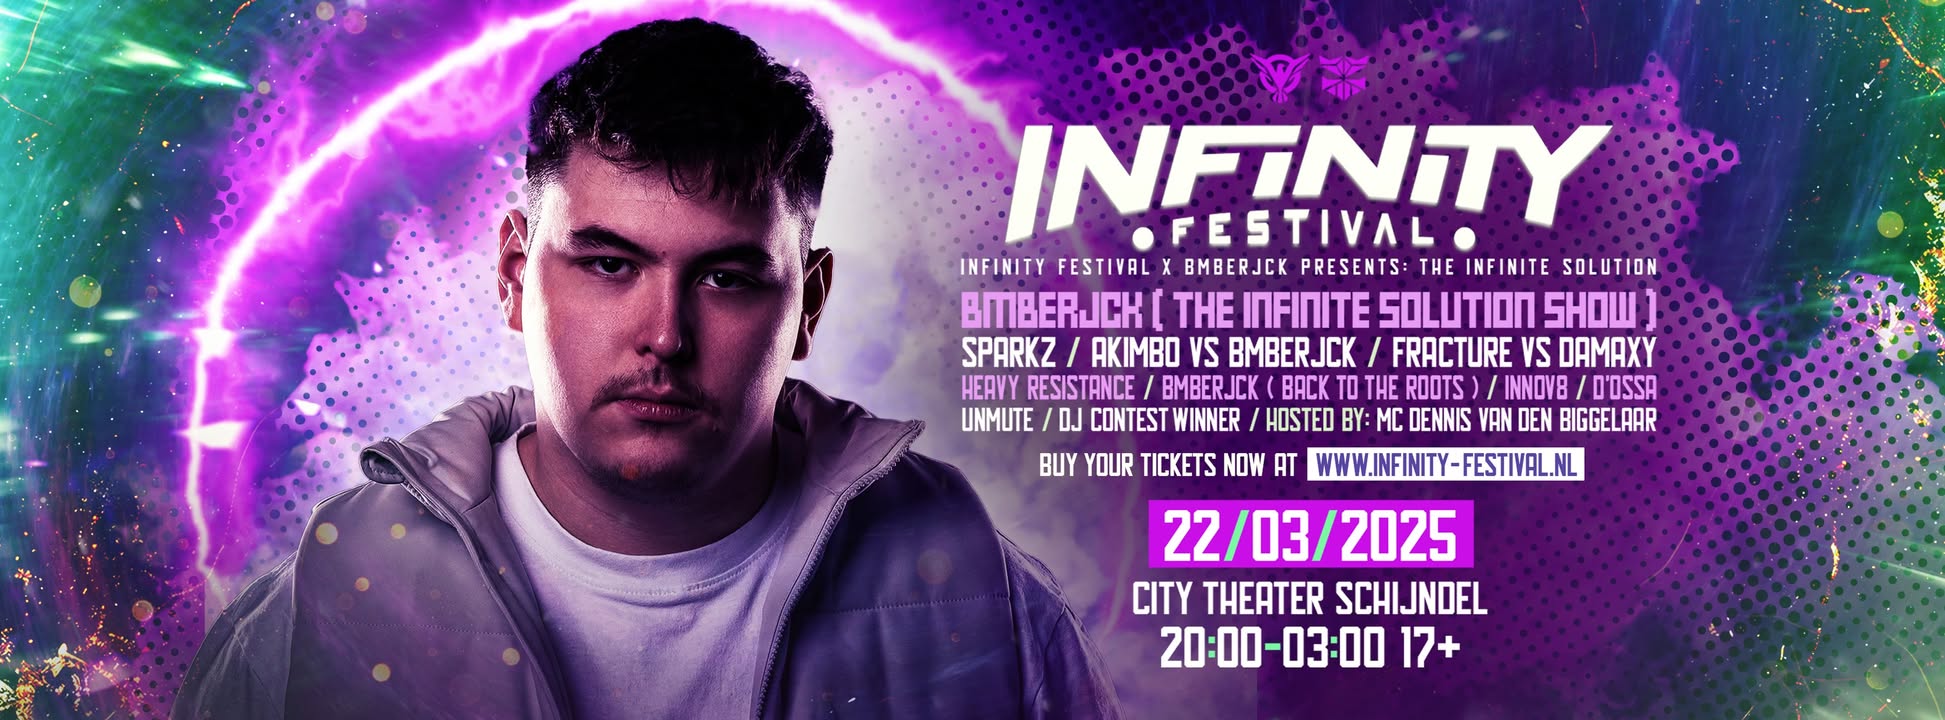 INFINITY
FESTIVAL
INFINITY FESTIVAL X BMBERJCK PRESENTS: THE INFINITE SOLUTION
BMBERJCK ( THE INFINITE SOLUTION SHOW )
SPARKZ / AKIMBO VS BMBERJCK / FRACTURE VS DAMAXY
HEAVY RESISTANCE / BMBERJCK ( BACK TO THE ROOTS ) / INNOV8 / D'OSSA
UNMUTE / DJ CONTEST WINNER / HOSTED BY: MC DENNIS VAN DEN BIGGELAAR
BUY YOUR TICKETS NOW AT WWW.INFINITY-FESTIVAL.NL
22/03/2025
CITY THEATER SCHIJNDEL
20:00-03:00 17+